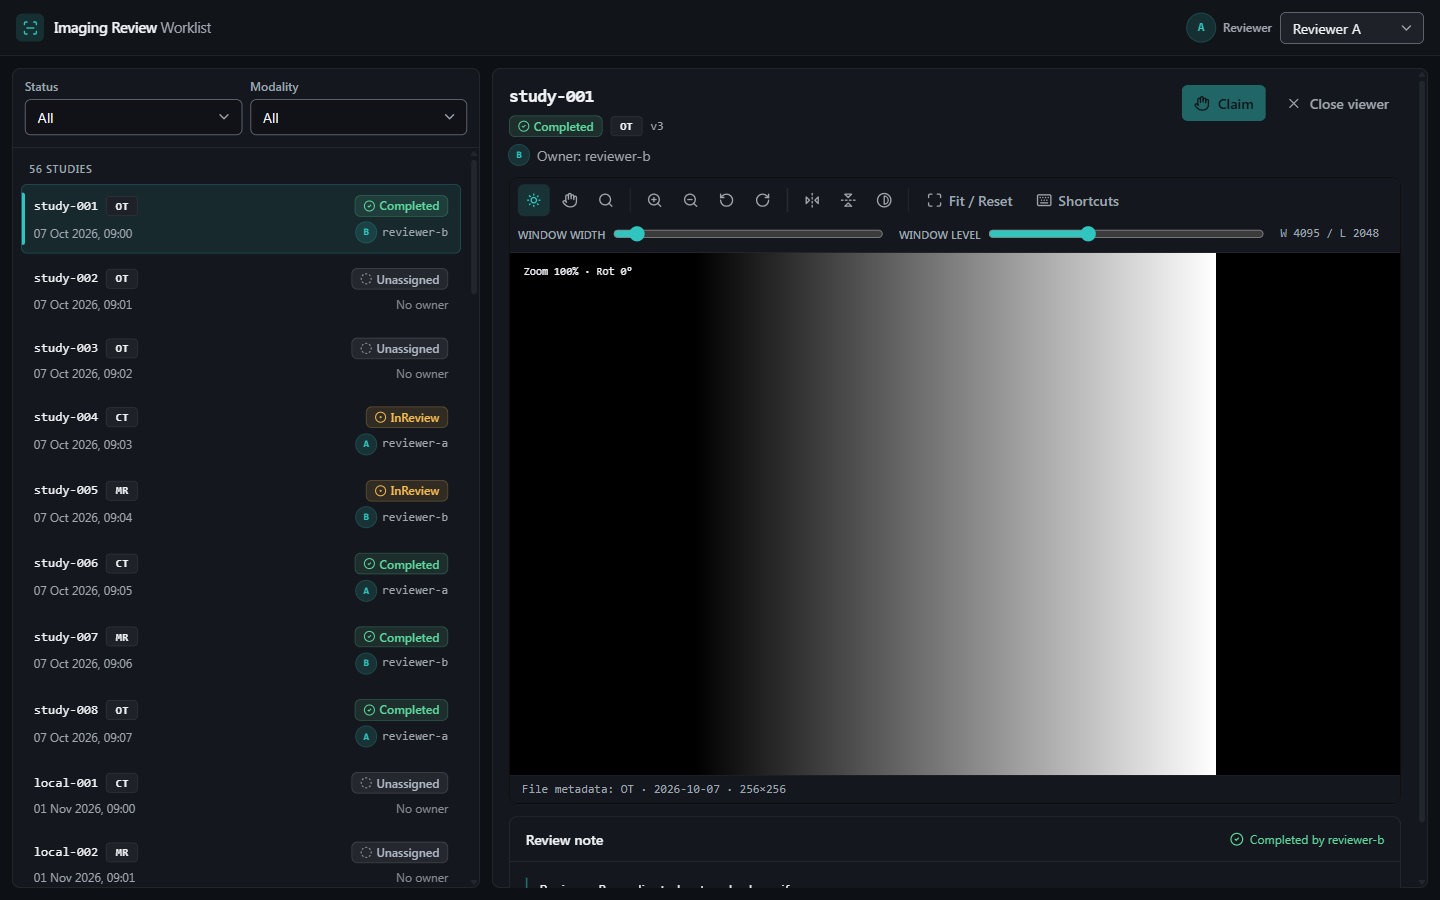 Imaging Review Worklist
A Reviewer Reviewer A
Status Modality
All All
56 STUDIES
study-001 OT Completed
07 Oct 2026, 09:00 B reviewer-b
study-002 OT Unassigned
07 Oct 2026, 09:01 No owner
study-003 OT Unassigned
07 Oct 2026, 09:02 No owner
study-004 CT InReview
07 Oct 2026, 09:03 A reviewer-a
study-005 MR InReview
07 Oct 2026, 09:04 B reviewer-b
study-006 CT Completed
07 Oct 2026, 09:05 A reviewer-a
study-007 MR Completed
07 Oct 2026, 09:06 B reviewer-b
study-008 OT Completed
07 Oct 2026, 09:07 A reviewer-a
local-001 CT Unassigned
01 Nov 2026, 09:00 No owner
local-002 MR Unassigned
01 Nov 2026, 09:01 No owner
study-001
Claim Close viewer
Completed OT v3
B Owner: reviewer-b
Fit / Reset Shortcuts
WINDOW WIDTH WINDOW LEVEL W 4095 / L 2048
Zoom 100% · Rot 0°
File metadata: OT · 2026-10-07 · 256×256
Review note Completed by reviewer-b